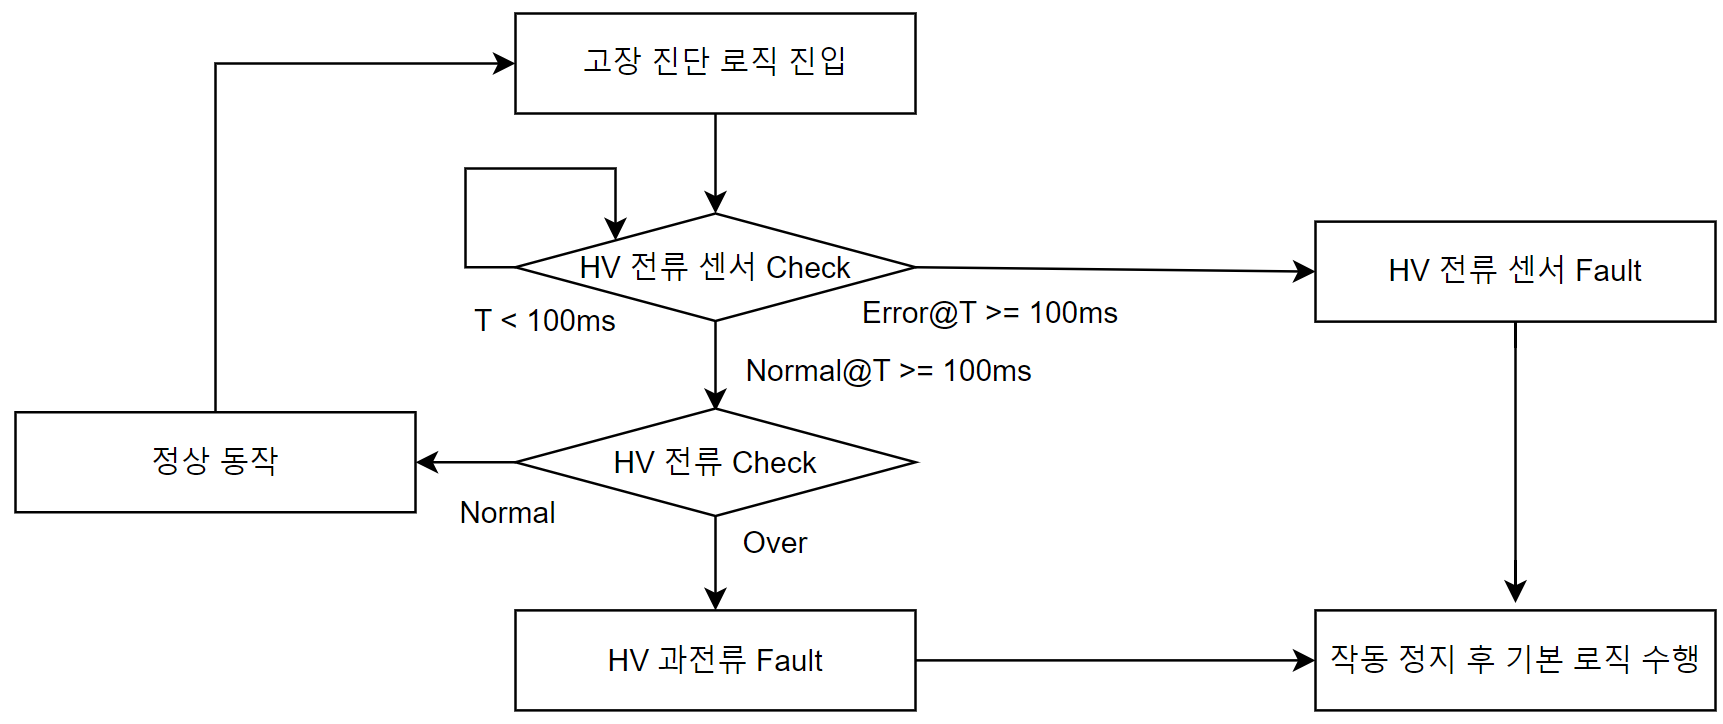 고장 진단 로직 진입
HV 전류 센서 Check
HV 전류 센서 Fault
T < 100ms
Error@T >= 100ms
Normal@T >= 100ms
정상 동작
HV 전류 Check
Normal
Over
HV 과전류 Fault
작동 정지 후 기본 로직 수행